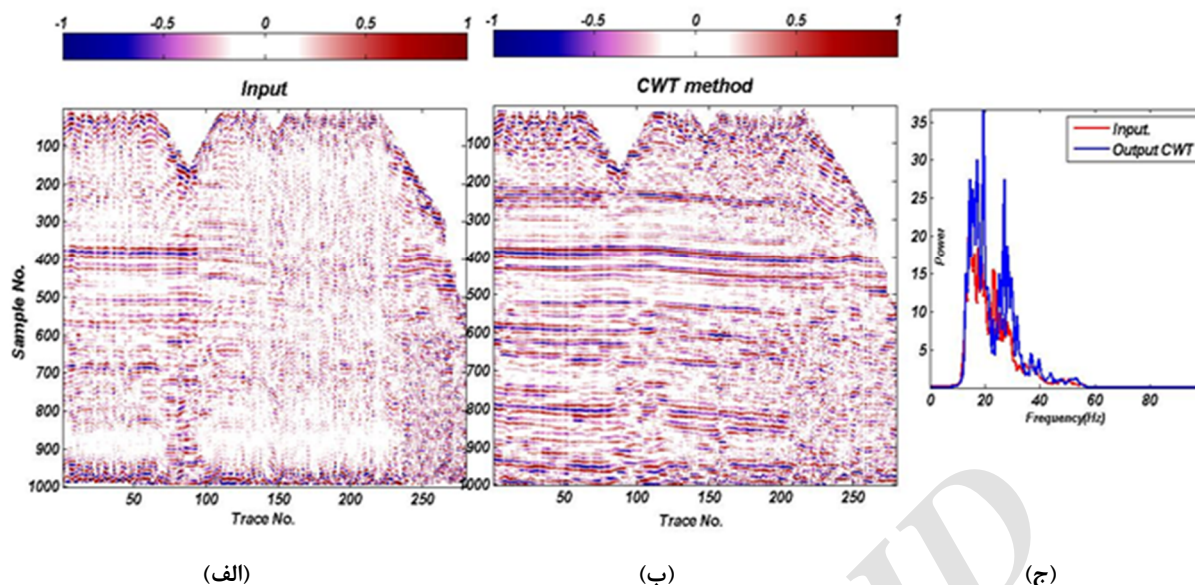 -1 -0.5 0 0.5 1
-1 -0.5 0 0.5 1
Input
CWT method
100
200
300
400
500
600
700
800
900
1000
Sample No.
50 100 150 200 250
Trace No.
100
200
300
400
500
600
700
800
900
1000
50 100 150 200 250
Trace No.
35
30
25
20
15
10
5
Power
Input.
Output CWT
0 20 40 60 80
Frequency(Hz)
(الف)
(ب)
(ج)